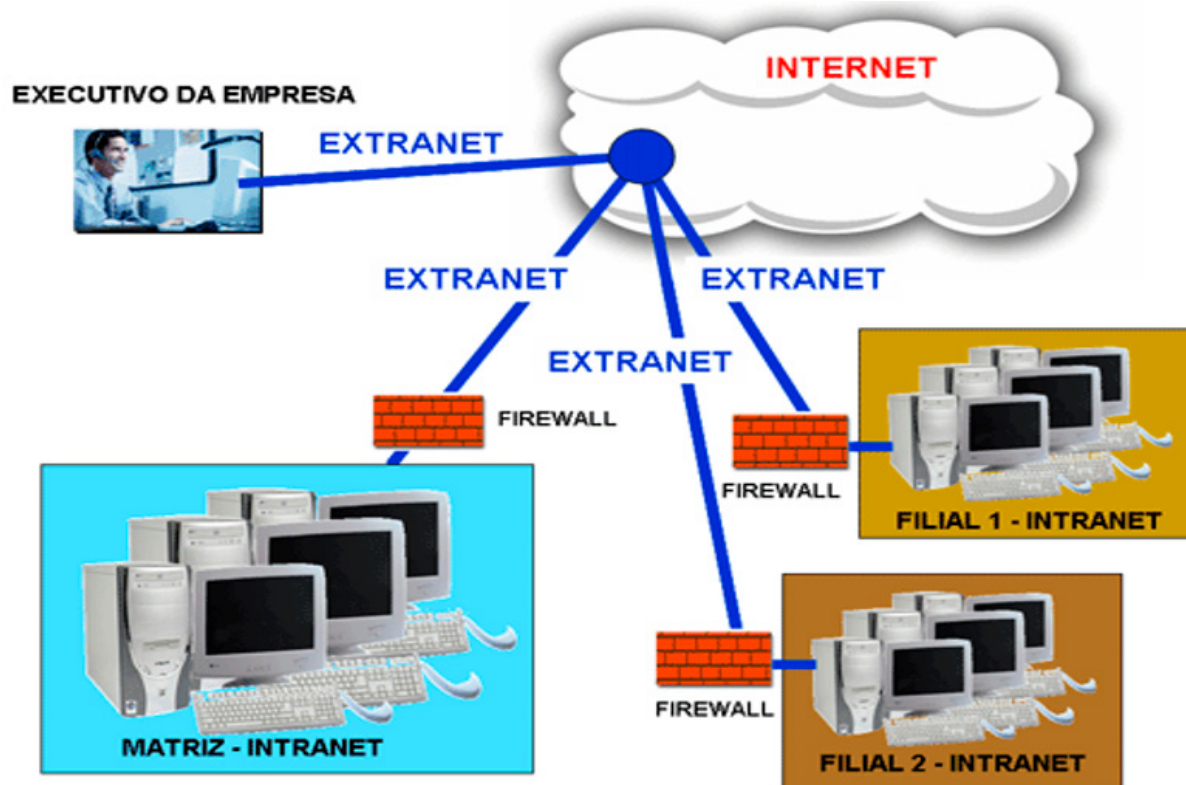 INTERNET
EXECUTIVO DA EMPRESA
EXTRANET
EXTRANET
EXTRANET
EXTRANET
FIREWALL
FIREWALL
FILIAL 1 - INTRANET
FIREWALL
MATRIZ - INTRANET
FILIAL 2 - INTRANET